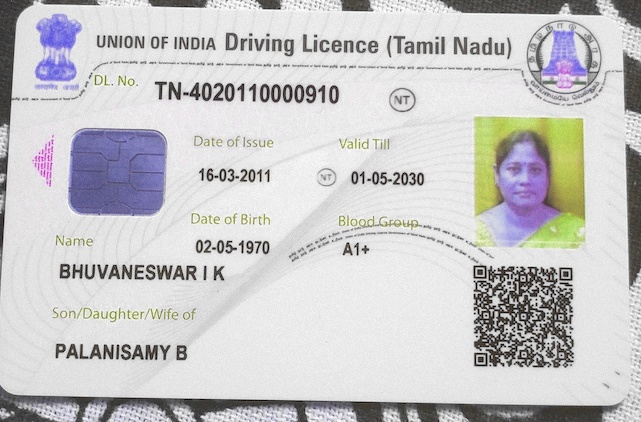 UNION OF INDIA Driving Licence (Tamil Nadu)
DL. No. TN-4020110000910 NT
Date of Issue Valid Till
16-03-2011 NT 01-05-2030
Date of Birth Blood Group
02-05-1970 A1+
Name
BHUVANESWAR I K
Son/Daughter/Wife of
PALANISAMY B